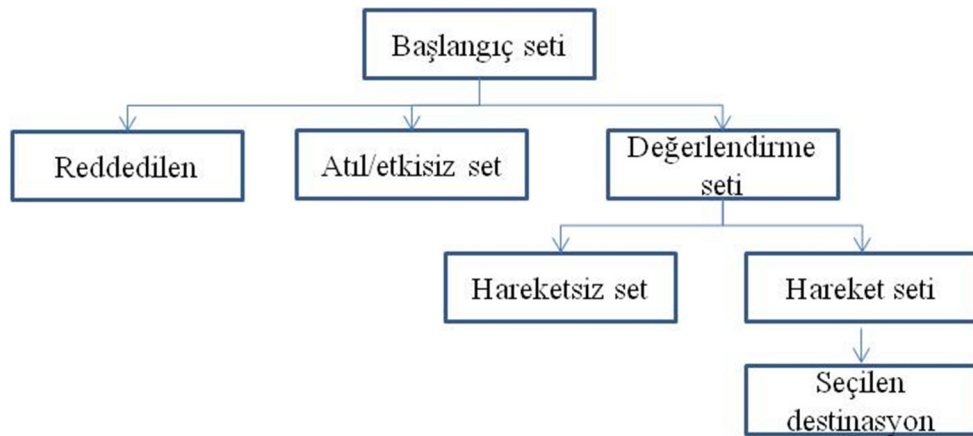 Başlangıç seti
Reddedilen
Atıl/etkisiz set
Değerlendirme
seti
Hareketsiz set
Hareket seti
Seçilen
destinasyon